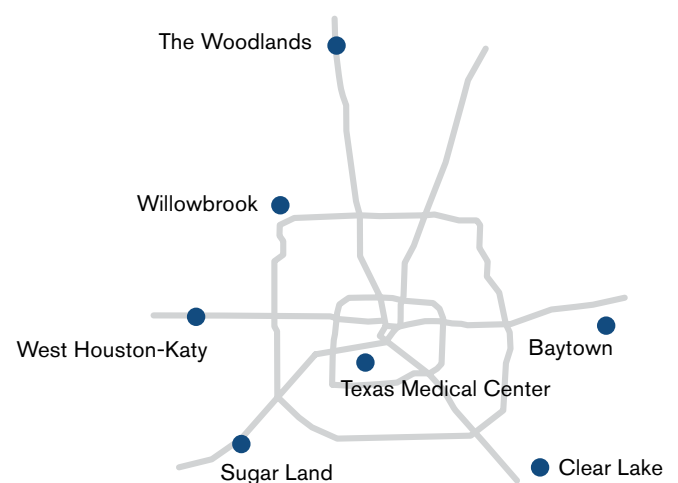 The Woodlands
Willowbrook
West Houston-Katy
Baytown
Texas Medical Center
Sugar Land
Clear Lake